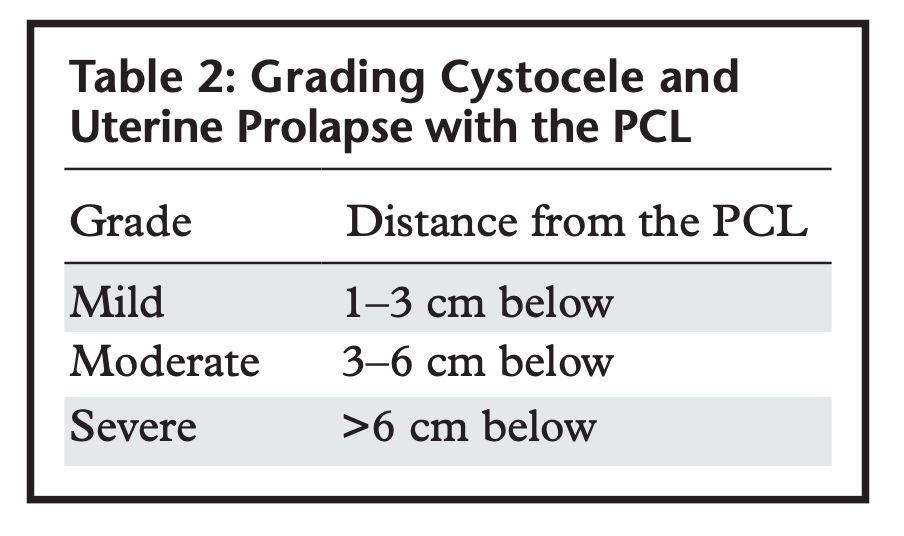 Table 2: Grading Cystocele and
Uterine Prolapse with the PCL
Grade Distance from the PCL
Mild 1–3 cm below
Moderate 3–6 cm below
Severe >6 cm below